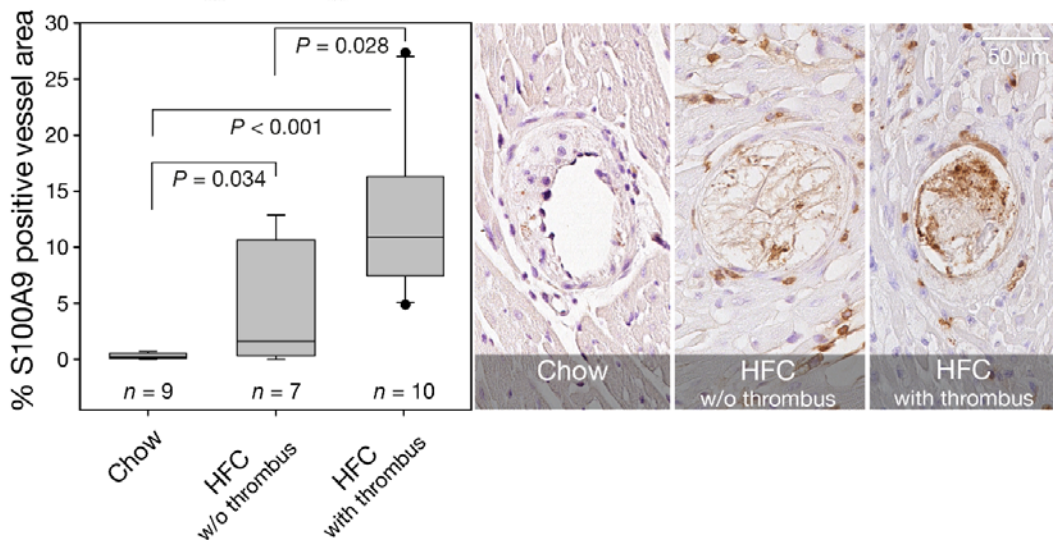 % S100A9 positive vessel area
30
25
20
15
10
5
0
P = 0.028
P < 0.001
P = 0.034
n = 9
n = 7
n = 10
Chow
HFC
w/o thrombus
HFC
with thrombus
50 µm
Chow
HFC
w/o thrombus
HFC
with thrombus